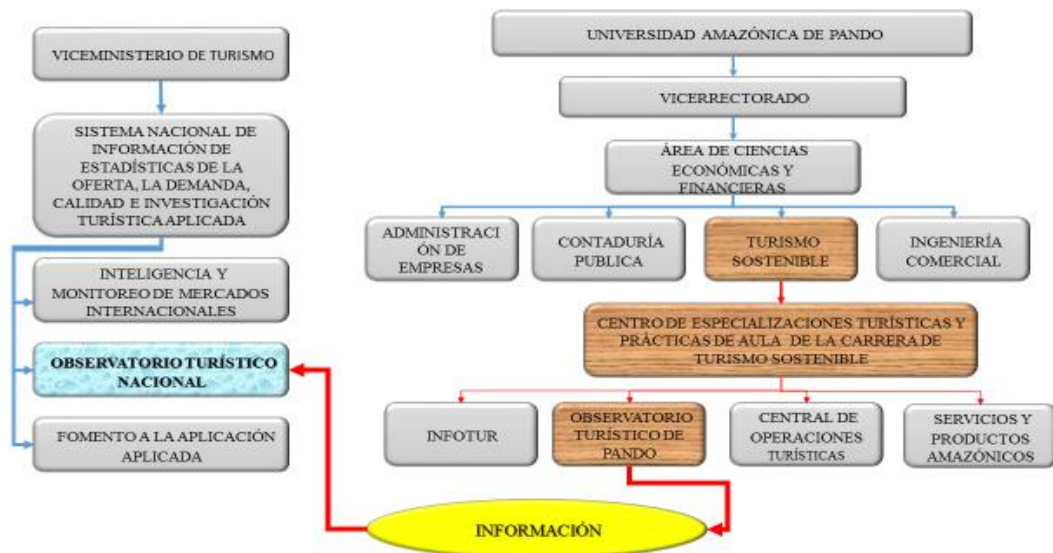 VICEMINISTERIO DE TURISMO
SISTEMA NACIONAL DE
INFORMACIÓN DE
ESTADÍSTICAS DE LA
OFERTA, LA DEMANDA,
CALIDAD E INVESTIGACIÓN
TURÍSTICA APLICADA
INTELIGENCIA Y
MONITOREO DE MERCADOS
INTERNACIONALES
OBSERVATORIO TURÍSTICO
NACIONAL
FOMENTO A LA APLICACIÓN
APLICADA
UNIVERSIDAD AMAZÓNICA DE PANDO
VICERRECTORADO
ÁREA DE CIENCIAS
ECONÓMICAS Y
FINANCIERAS
ADMINISTRACI
ÓN DE
EMPRESAS
CONTADURÍA
PUBLICA
TURISMO
SOSTENIBLE
INGENIERÍA
COMERCIAL
CENTRO DE ESPECIALIZACIONES TURÍSTICAS Y
PRÁCTICAS DE AULA DE LA CARRERA DE
TURISMO SOSTENIBLE
INFOTUR
OBSERVATORIO
TURÍSTICO DE
PANDO
CENTRAL DE
OPERACIONES
TURÍSTICAS
SERVICIOS Y
PRODUCTOS
AMAZÓNICOS
INFORMACIÓN